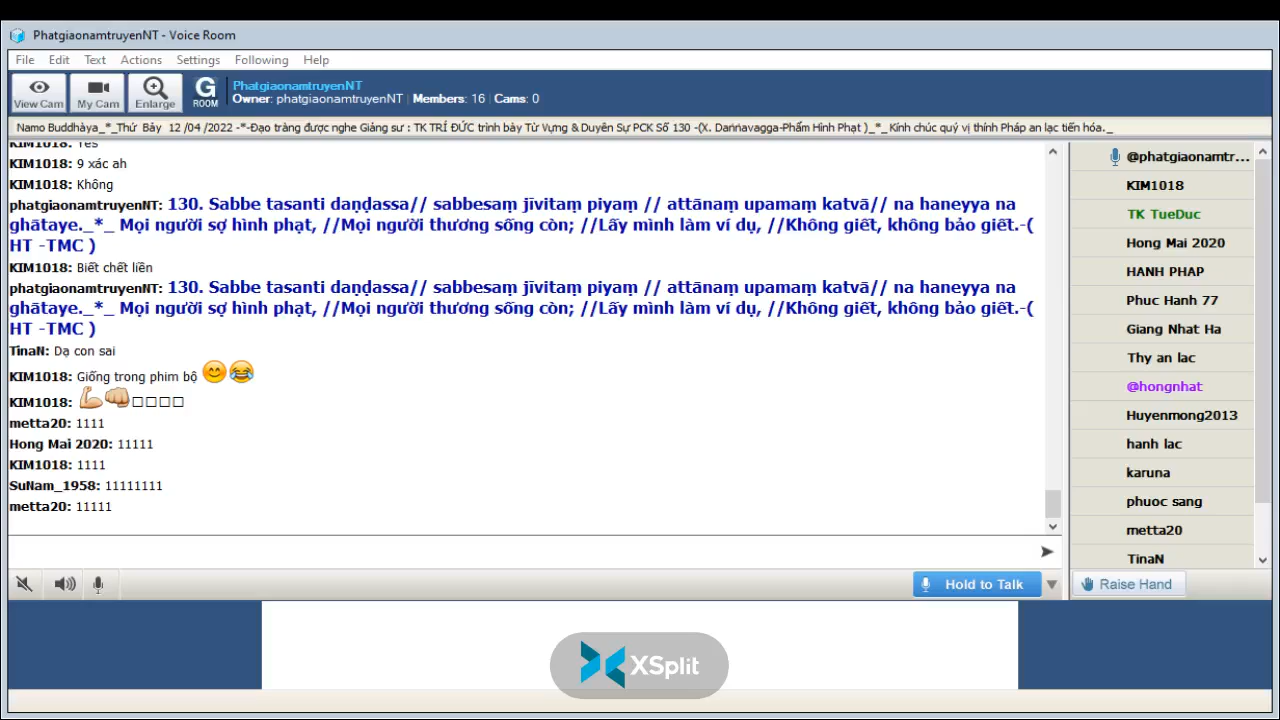 PhatgiaonamtruyenNT - Voice Room
File Edit Text Actions Settings Following Help
View Cam My Cam Enlarge G ROOM
PhatgiaonamtruyenNT
Owner: phatgiaonamtruyenNT | Members: 16 | Cams: 0
Namo Buddhàya_*_Thứ Bảy 12 /04 /2022 -*-Đạo tràng được nghe Giảng sư : TK TRÍ ĐỨC trình bày Từ Vựng & Duyên Sự PCK Số 130 -(X. Daṇṇavagga-Phẩm Hình Phạt )_*_ Kính chúc quý vị thính Pháp an lạc tiến hóa._
KIM1018: Yes
KIM1018: 9 xác ah
KIM1018: Không
phatgiaonamtruyenNT: 130. Sabbe tasanti daṇḍassa// sabbesaṃ jīvitaṃ piyaṃ // attānaṃ upamaṃ katvā// na haneyya na
ghātaye._*_ Mọi người sợ hình phạt, //Mọi người thương sống còn; //Lấy mình làm ví dụ, //Không giết, không bảo giết.-(
HT -TMC )
KIM1018: Biết chết liền
phatgiaonamtruyenNT: 130. Sabbe tasanti daṇḍassa// sabbesaṃ jīvitaṃ piyaṃ // attānaṃ upamaṃ katvā// na haneyya na
ghātaye._*_ Mọi người sợ hình phạt, //Mọi người thương sống còn; //Lấy mình làm ví dụ, //Không giết, không bảo giết.-(
HT -TMC )
TinaN: Dạ con sai
KIM1018: Giống trong phim bộ 😊😂
KIM1018: 💪👊□□□□
metta20: 1111
Hong Mai 2020: 11111
KIM1018: 1111
SuNam_1958: 11111111
metta20: 11111
@phatgiaonamtr...
KIM1018
TK TueDuc
Hong Mai 2020
HANH PHAP
Phuc Hanh 77
Giang Nhat Ha
Thy an lac
@hongnhat
Huyenmong2013
hanh lac
karuna
phuoc sang
metta20
TinaN
Hold to Talk
Raise Hand
XSplit